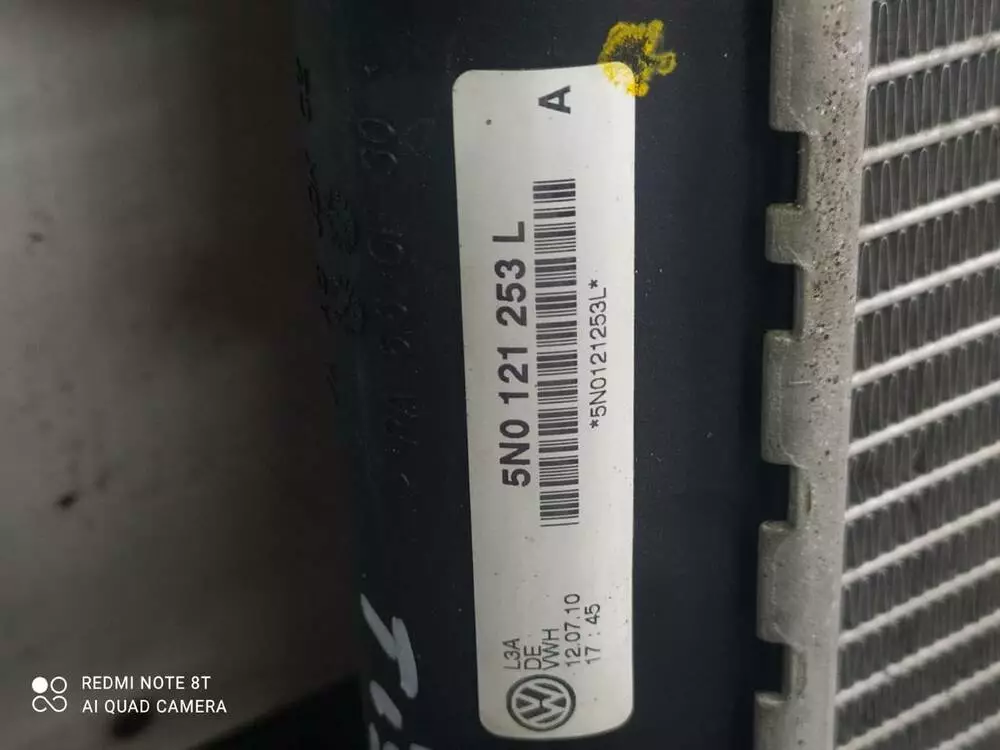 A
5N0 121 253 L
*5N0121253L*
L3A
DE
VWH
12.07.10
17 : 45
REDMI NOTE 8T
AI QUAD CAMERA